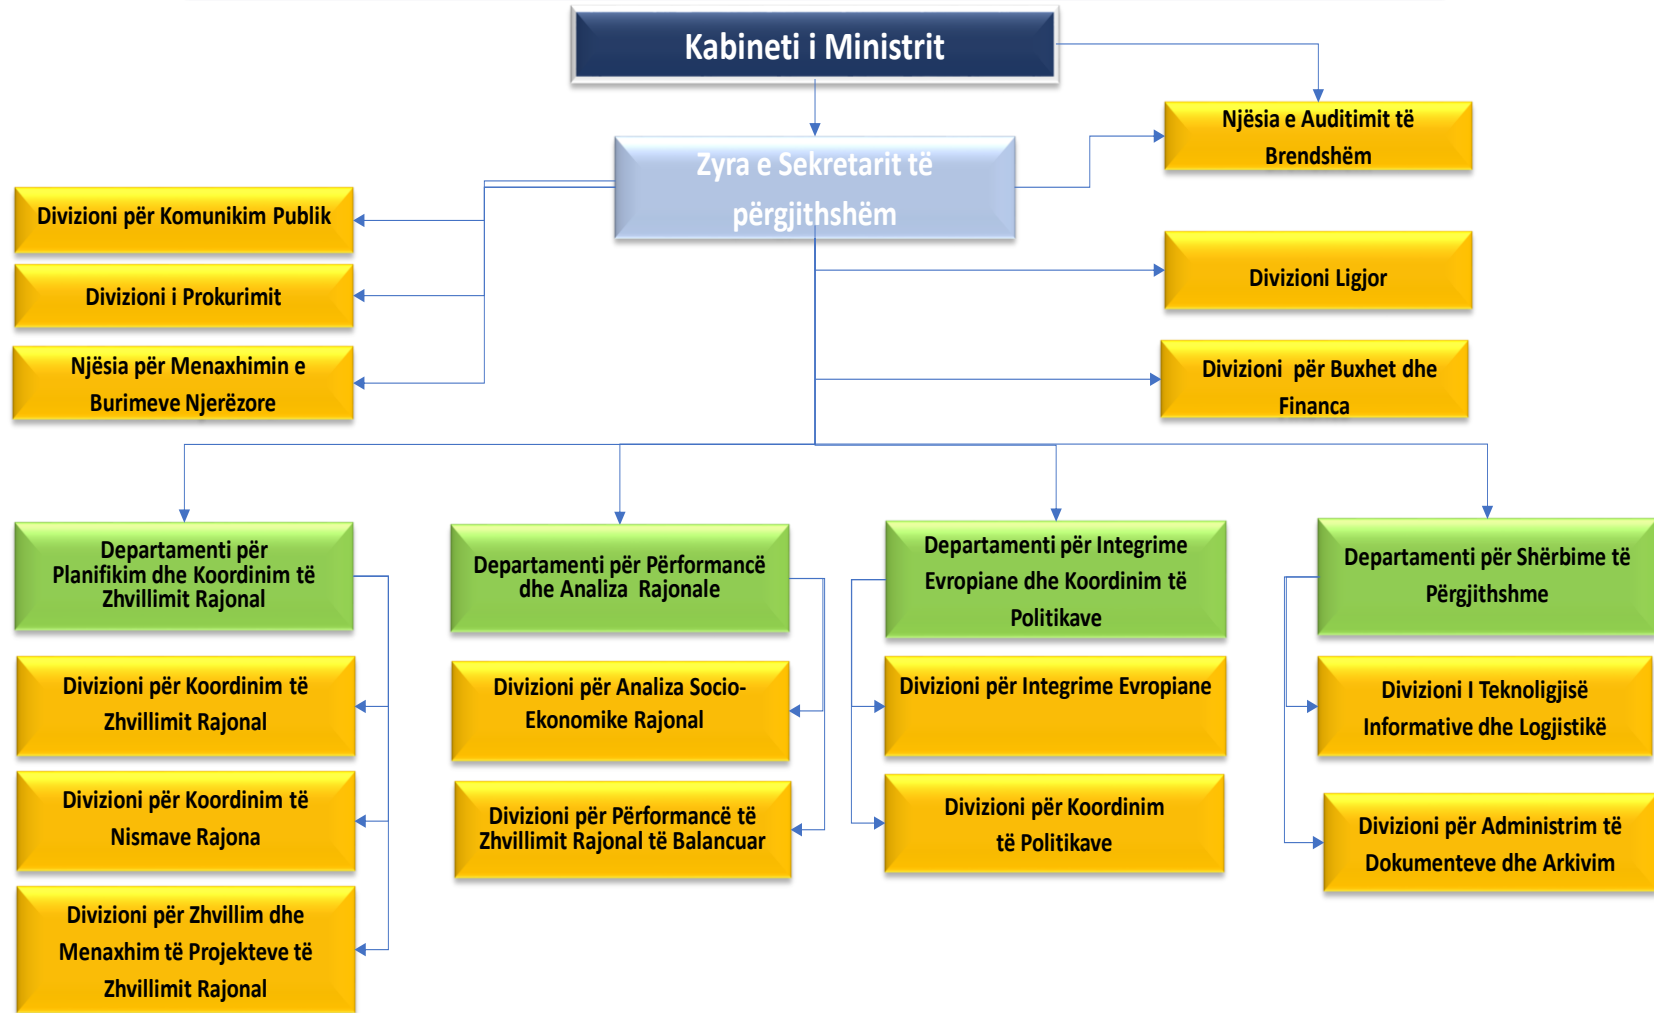 Kabineti i Ministrit
Njësia e Auditimit të
Brendshëm
Zyra e Sekretarit të
përgjithshëm
Divizioni për Komunikim Publik
Divizioni Ligjor
Divizioni i Prokurimit
Njësia për Menaxhimin e
Burimeve Njerëzore
Divizioni për Buxhet dhe
Financa
Departamenti për
Planifikim dhe Koordinim të
Zhvillimit Rajonal
Departamenti për Përformancë
dhe Analiza Rajonale
Departamenti për Integrime
Evropiane dhe Koordinim të
Politikave
Departamenti për Shërbime të
Përgjithshme
Divizioni për Koordinim të
Zhvillimit Rajonal
Divizioni për Analiza Socio-
Ekonomike Rajonal
Divizioni për Integrime Evropiane
Divizioni I Teknoligjisë
Informative dhe Logjistikë
Divizioni për Koordinim të
Nismave Rajona
Divizioni për Përformancë të
Zhvillimit Rajonal të Balancuar
Divizioni për Koordinim
të Politikave
Divizioni për Administrim të
Dokumenteve dhe Arkivim
Divizioni për Zhvillim dhe
Menaxhim të Projekteve të
Zhvillimit Rajonal